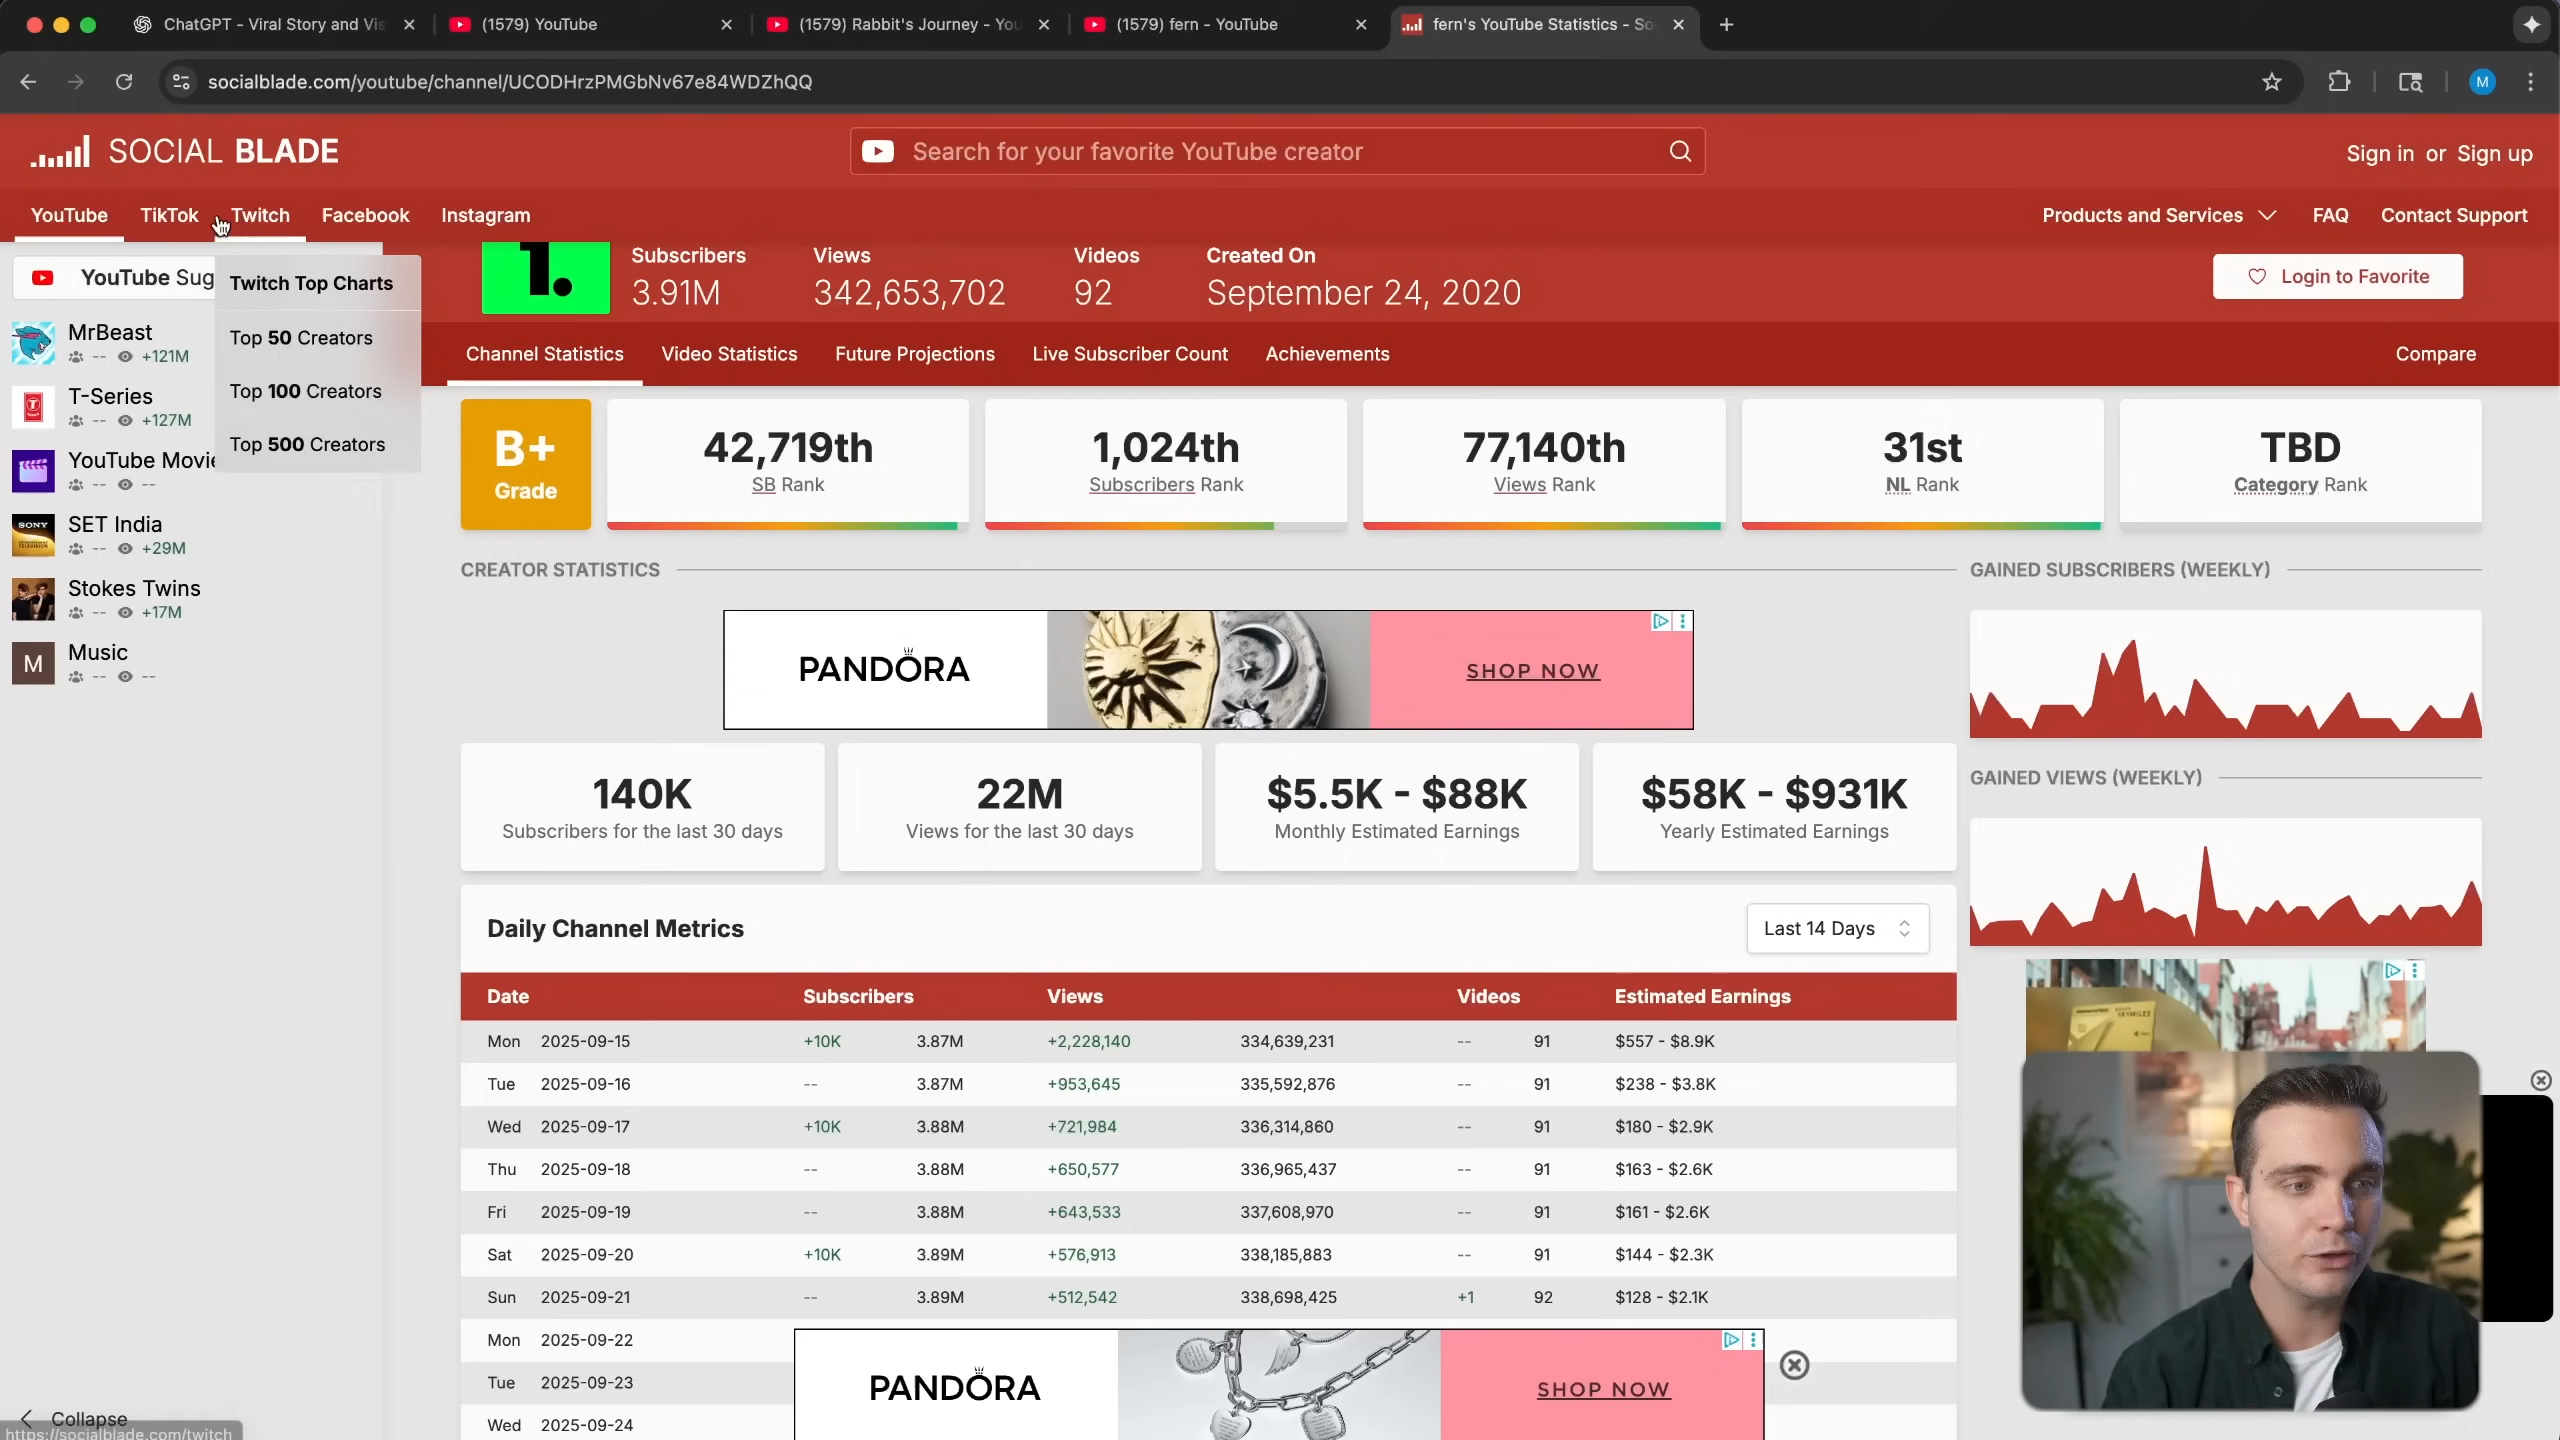 ChatGPT - Viral Story and Vis
(1579) YouTube
(1579) Rabbit's Journey - You
(1579) fern - YouTube
fern's YouTube Statistics - So
socialblade.com/youtube/channel/UCODHrzPMGbNv67e84WDZhQQ
M
SOCIAL BLADE
Search for your favorite YouTube creator
Sign in or Sign up
YouTube TikTok Twitch Facebook Instagram
Products and Services FAQ Contact Support
YouTube Sug
Twitch Top Charts
Top 50 Creators
Top 100 Creators
Top 500 Creators
MrBeast
-- +121M
T-Series
-- +127M
YouTube Movie
-- --
SET India
-- +29M
Stokes Twins
-- +17M
M
Music
-- --
Collapse
https://socialblade.com/twitch
1.
Subscribers Views Videos Created On
3.91M 342,653,702 92 September 24, 2020
Login to Favorite
Channel Statistics Video Statistics Future Projections Live Subscriber Count Achievements Compare
B+ 42,719th 1,024th 77,140th 31st TBD
Grade SB Rank Subscribers Rank Views Rank NL Rank Category Rank
CREATOR STATISTICS
GAINED SUBSCRIBERS (WEEKLY)
PANDORA SHOP NOW
140K 22M $5.5K - $88K $58K - $931K
Subscribers for the last 30 days Views for the last 30 days Monthly Estimated Earnings Yearly Estimated Earnings
GAINED VIEWS (WEEKLY)
Daily Channel Metrics
Last 14 Days
Date Subscribers Views Videos Estimated Earnings
Mon 2025-09-15 +10K 3.87M +2,228,140 334,639,231 -- 91 $557 - $8.9K
Tue 2025-09-16 -- 3.87M +953,645 335,592,876 -- 91 $238 - $3.8K
Wed 2025-09-17 +10K 3.88M +721,984 336,314,860 -- 91 $180 - $2.9K
Thu 2025-09-18 -- 3.88M +650,577 336,965,437 -- 91 $163 - $2.6K
Fri 2025-09-19 -- 3.88M +643,533 337,608,970 -- 91 $161 - $2.6K
Sat 2025-09-20 +10K 3.89M +576,913 338,185,883 -- 91 $144 - $2.3K
Sun 2025-09-21 -- 3.89M +512,542 338,698,425 +1 92 $128 - $2.1K
Mon 2025-09-22
Tue 2025-09-23
Wed 2025-09-24
PANDORA SHOP NOW